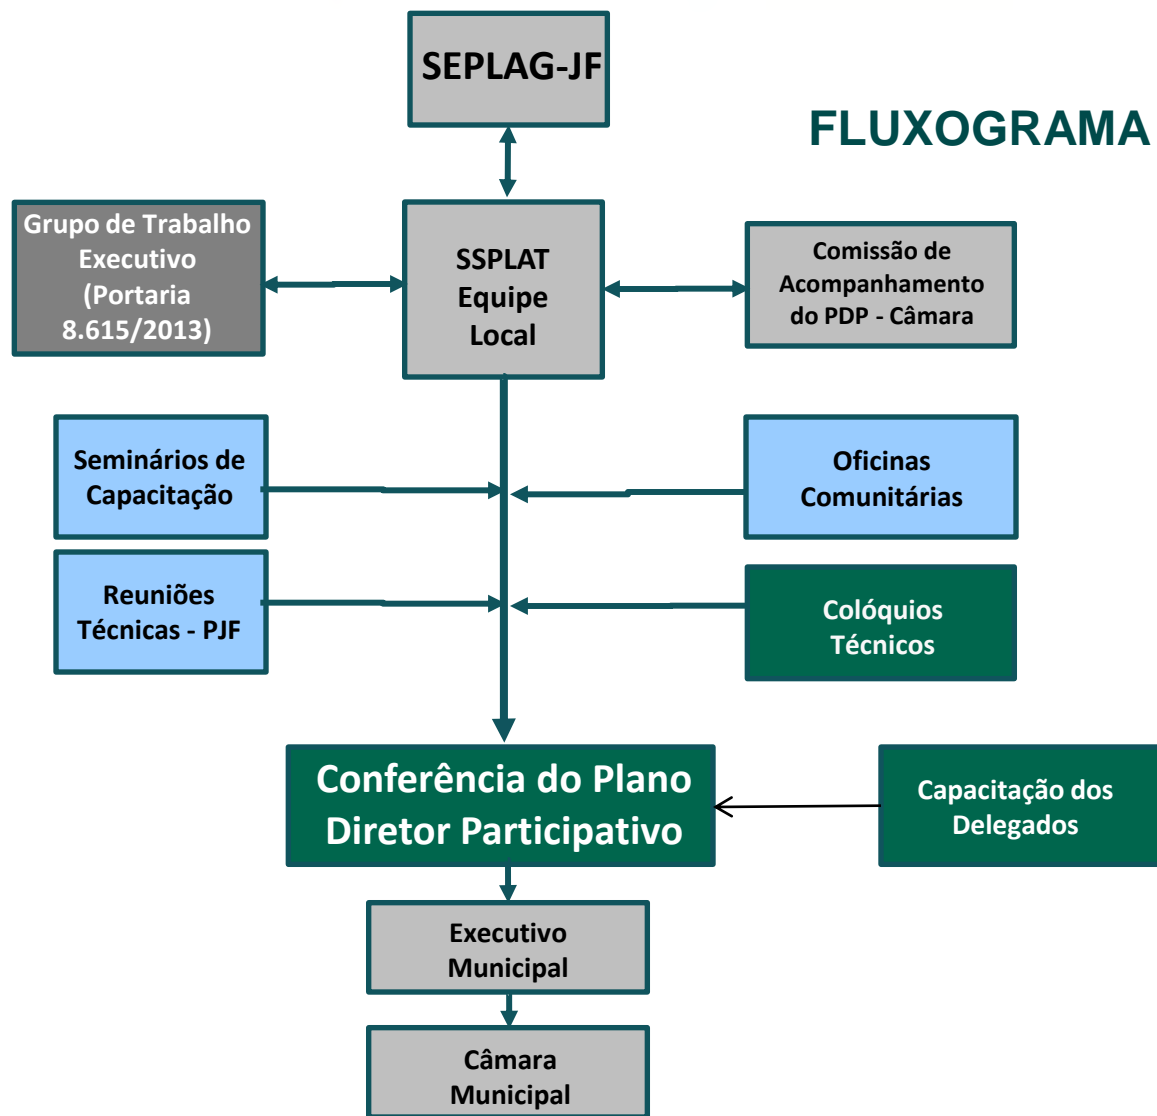 SEPLAG-JF
FLUXOGRAMA
Grupo de Trabalho
Executivo
(Portaria
8.615/2013)
SSPLAT
Equipe
Local
Comissão de
Acompanhamento
do PDP - Câmara
Seminários de
Capacitação
Oficinas
Comunitárias
Reuniões
Técnicas - PJF
Colóquios
Técnicos
Conferência do Plano
Diretor Participativo
Capacitação dos
Delegados
Executivo
Municipal
Câmara
Municipal